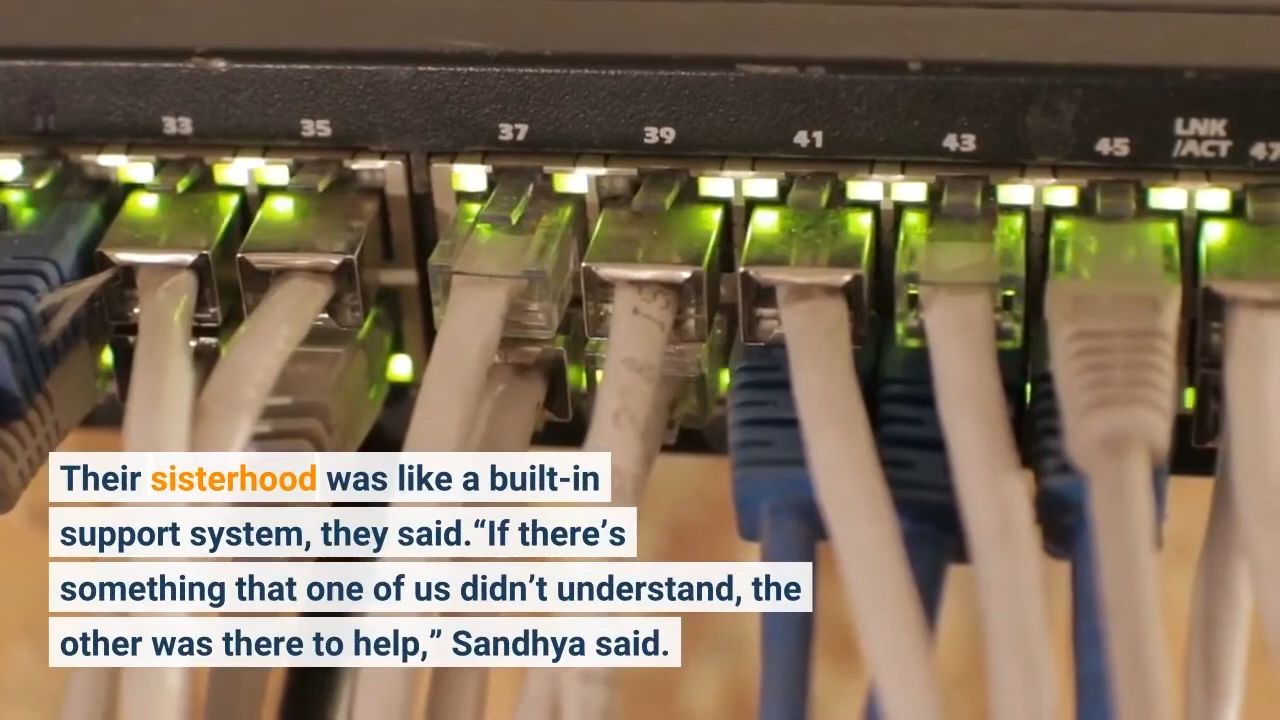 33 35 37 39 41 43 45 LNK
/ACT 47
Their sisterhood was like a built-in
support system, they said.“If there’s
something that one of us didn’t understand, the
other was there to help,” Sandhya said.